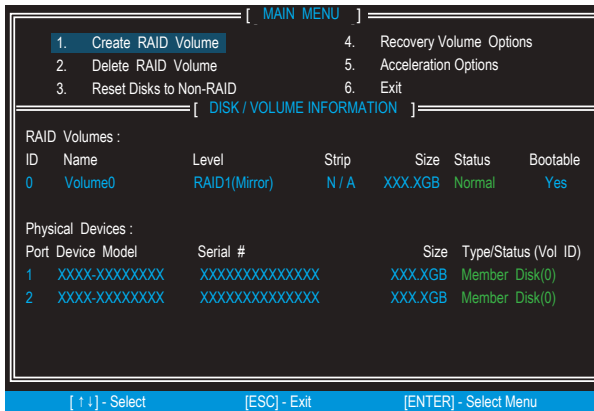 [ MAIN MENU ]
1. Create RAID Volume 4. Recovery Volume Options
2. Delete RAID Volume 5. Acceleration Options
3. Reset Disks to Non-RAID 6. Exit
[ DISK / VOLUME INFORMATION ]
RAID Volumes :
ID Name Level Strip Size Status Bootable
0 Volume0 RAID1(Mirror) N / A XXX.XGB Normal Yes
Physical Devices :
Port Device Model Serial # Size Type/Status (Vol ID)
1 XXXX-XXXXXXXX XXXXXXXXXXXXXX XXX.XGB Member Disk(0)
2 XXXX-XXXXXXXX XXXXXXXXXXXXXX XXX.XGB Member Disk(0)
[ ↑↓] - Select [ESC] - Exit [ENTER] - Select Menu